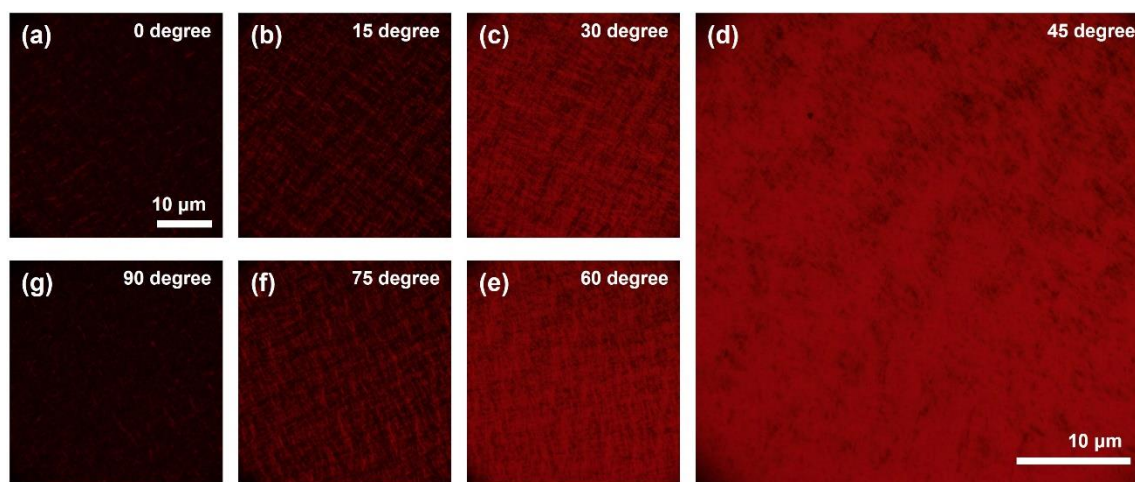 (a) 0 degree
(b) 15 degree
(c) 30 degree
(d) 45 degree
10 μm
(g) 90 degree
(f) 75 degree
(e) 60 degree
10 μm